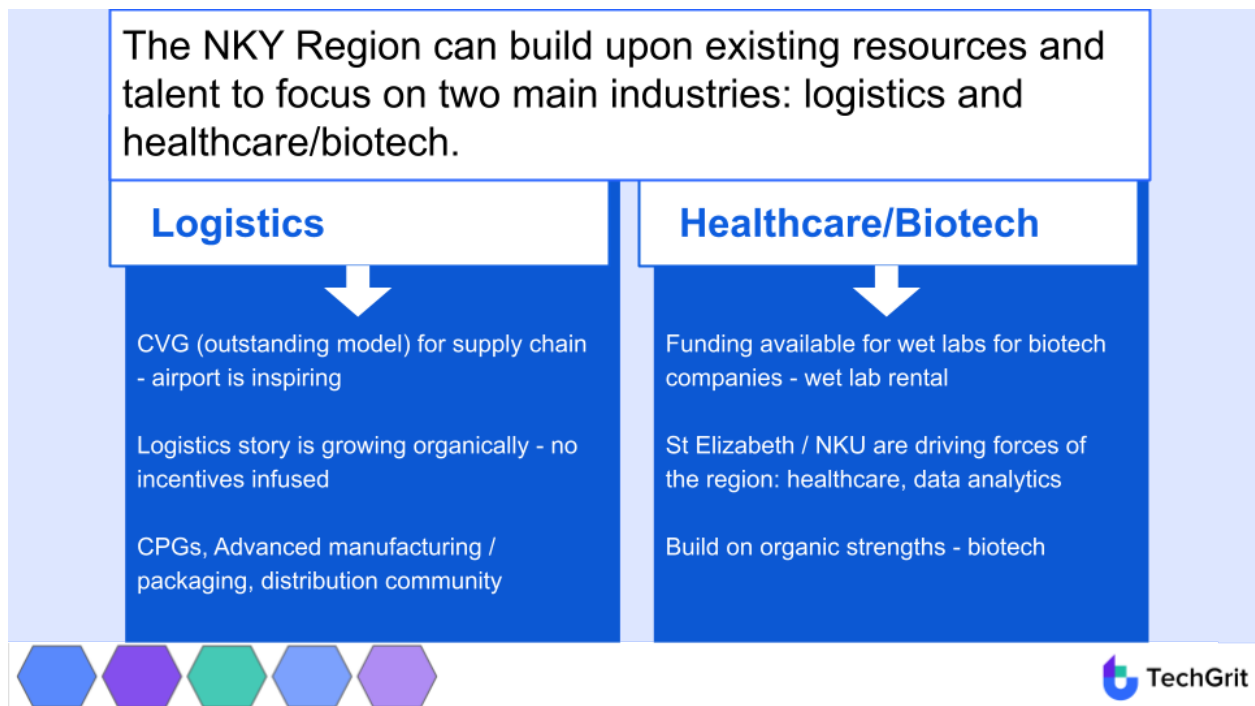 The NKY Region can build upon existing resources and
talent to focus on two main industries: logistics and
healthcare/biotech.
Logistics
CVG (outstanding model) for supply chain
- airport is inspiring
Logistics story is growing organically - no
incentives infused
CPGs, Advanced manufacturing /
packaging, distribution community
Healthcare/Biotech
Funding available for wet labs for biotech
companies - wet lab rental
St Elizabeth / NKU are driving forces of
the region: healthcare, data analytics
Build on organic strengths - biotech
TechGrit